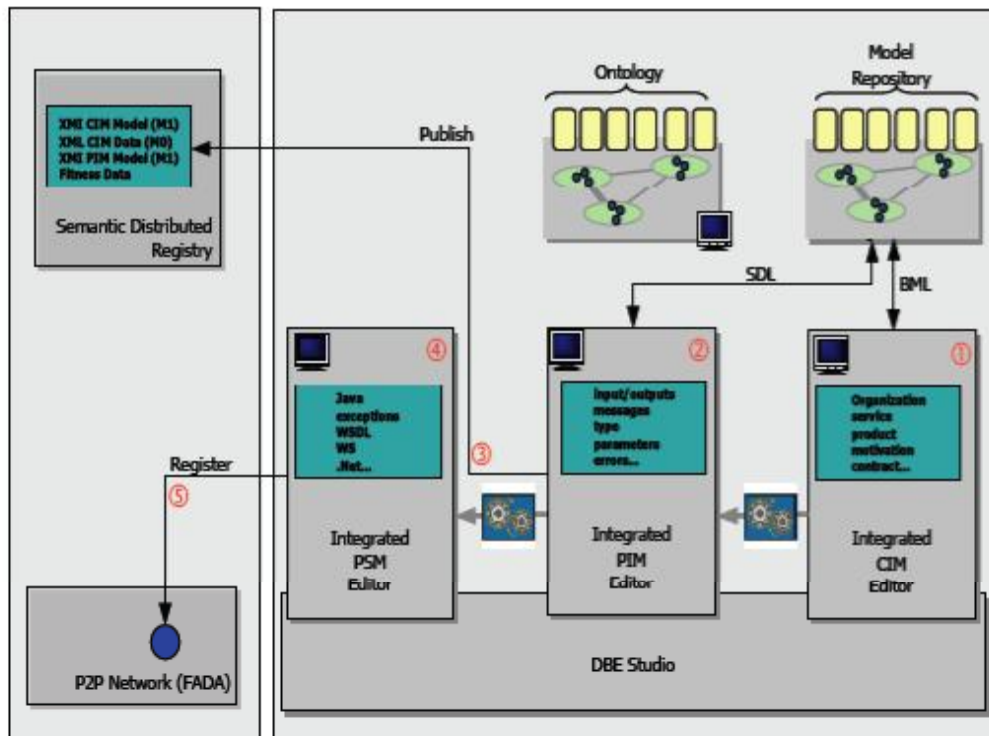 Ontology
Model
Repository
XMI CIM Model (M1)
XML CIM Data (M0)
XMI PIM Model (M1)
Fitness Data
Semantic Distributed
Registry
Publish
SDL
BML
④
Java
exceptions
WSDL
WS
.Net...
Integrated
PSM
Editor
②
input/outputs
messages
type
parameters
errors...
Integrated
PIM
Editor
①
Organization
service
product
motivation
contract...
Integrated
CIM
Editor
③
Register
⑤
P2P Network (FADA)
DBE Studio